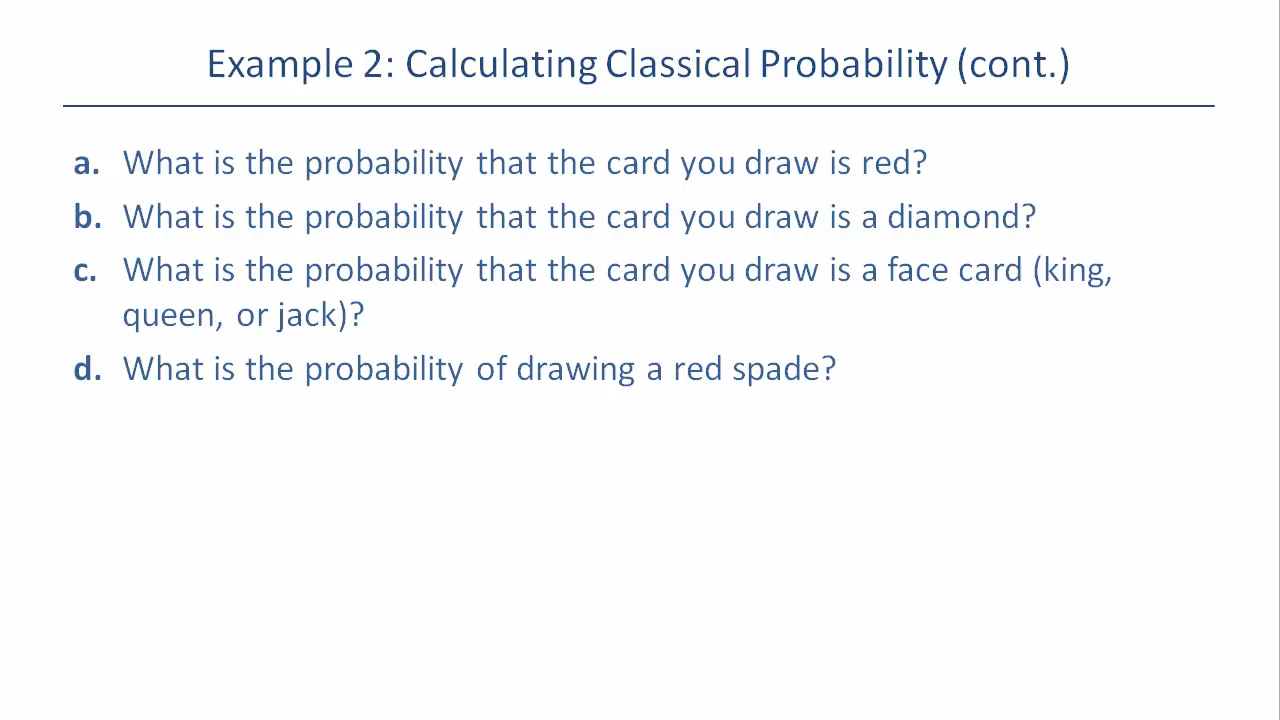 Example 2: Calculating Classical Probability (cont.)
a. What is the probability that the card you draw is red?
b. What is the probability that the card you draw is a diamond?
c. What is the probability that the card you draw is a face card (king,
queen, or jack)?
d. What is the probability of drawing a red spade?